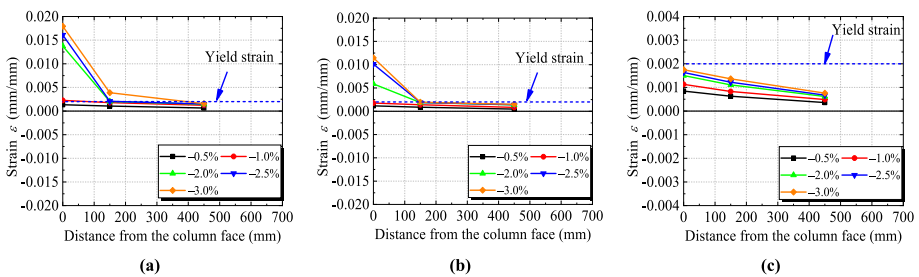 0.020
0.015
0.010
0.005
0.000
-0.005
-0.010
-0.015
-0.020
Strain ε (mm/mm)
Yield strain
–0.5% –1.0%
–2.0% –2.5%
–3.0%
0 100 200 300 400 500 600 700
Distance from the column face (mm)
(a)
0.020
0.015
0.010
0.005
0.000
-0.005
-0.010
-0.015
-0.020
Strain ε (mm/mm)
Yield strain
–0.5% –1.0%
–2.0% –2.5%
–3.0%
0 100 200 300 400 500 600 700
Distance from the column face (mm)
(b)
0.004
0.003
0.002
0.001
0.000
-0.001
-0.002
-0.003
-0.004
Strain ε (mm/mm)
Yield strain
–0.5% –1.0%
–2.0% –2.5%
–3.0%
0 100 200 300 400 500 600 700
Distance from the column face (mm)
(c)